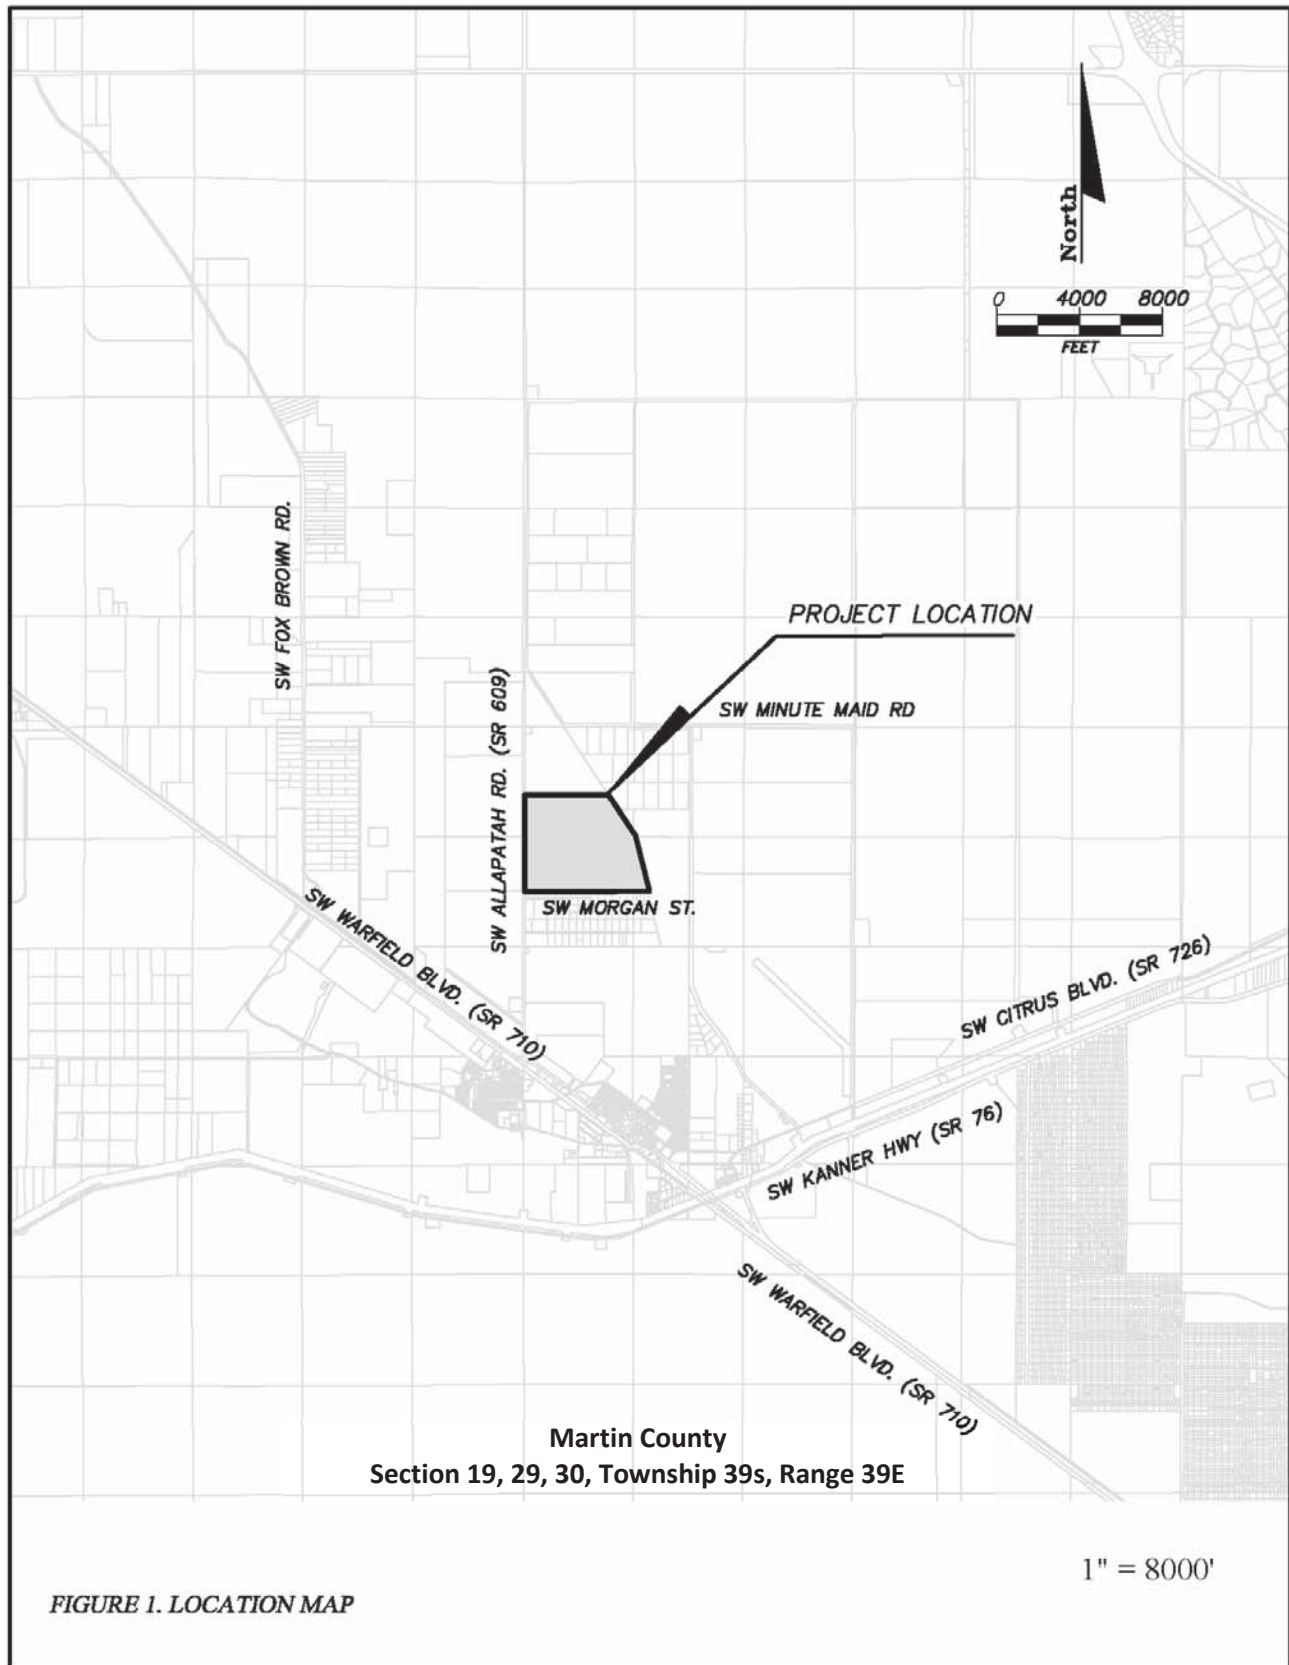 North
0 4000 8000
FEET
SW FOX BROWN RD.
PROJECT LOCATION
SW MINUTE MAID RD
SW ALLAPATAH RD. (SR 609)
SW MORGAN ST.
SW WARFIELD BLVD. (SR 710)
SW CITRUS BLVD. (SR 726)
SW KANNER HWY (SR 76)
SW WARFIELD BLVD. (SR 710)
Martin County
Section 19, 29, 30, Township 39s, Range 39E
1" = 8000'
FIGURE 1. LOCATION MAP